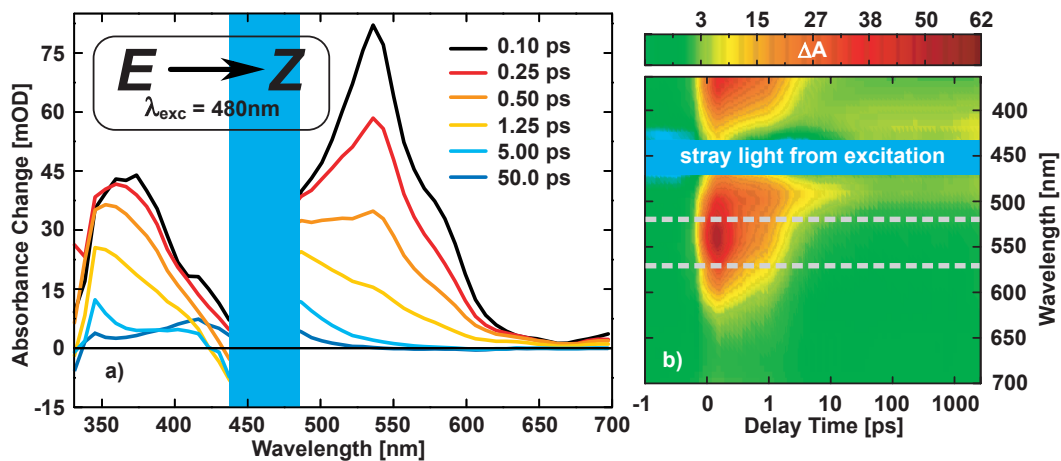 E → Z
λexc = 480nm
0.10 ps
0.25 ps
0.50 ps
1.25 ps
5.00 ps
50.0 ps
Absorbance Change [mOD]
75
60
45
30
15
0
-15
a)
350 400 450 500 550 600 650 700
Wavelength [nm]
3 14 27 38 50 62
ΔA
stray light from excitation
400
450
500
550
600
700
Wavelength [nm]
b)
-1 0 1 10 100 1000
Delay Time [ps]